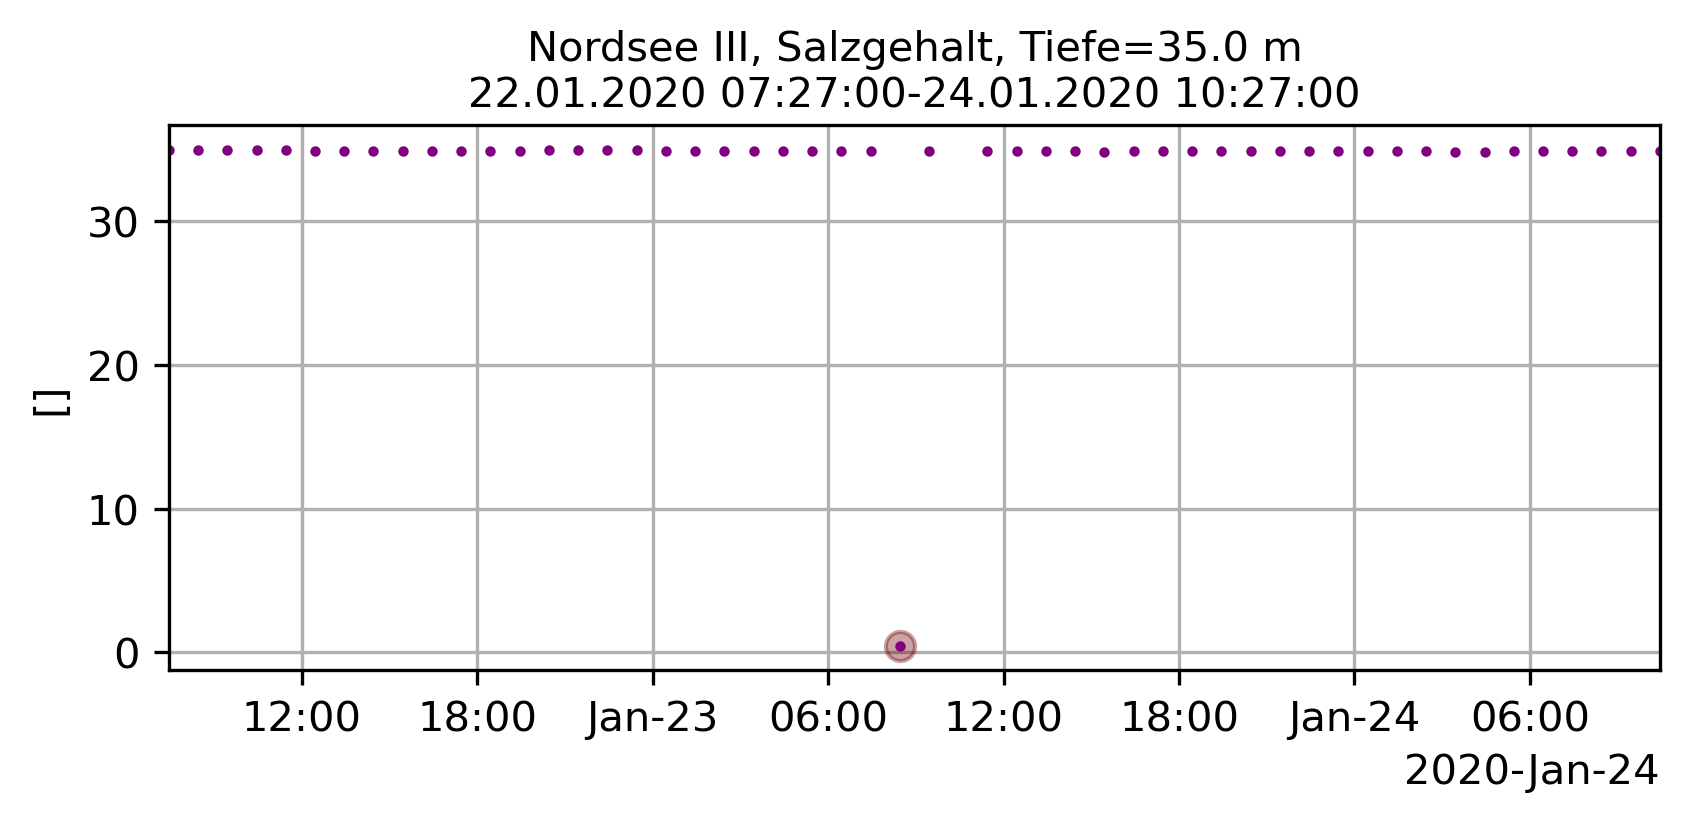 Nordsee III, Salzgehalt, Tiefe=35.0 m
22.01.2020 07:27:00-24.01.2020 10:27:00
[]
30
20
10
0
12:00 18:00 Jan-23 06:00 12:00 18:00 Jan-24 06:00
2020-Jan-24